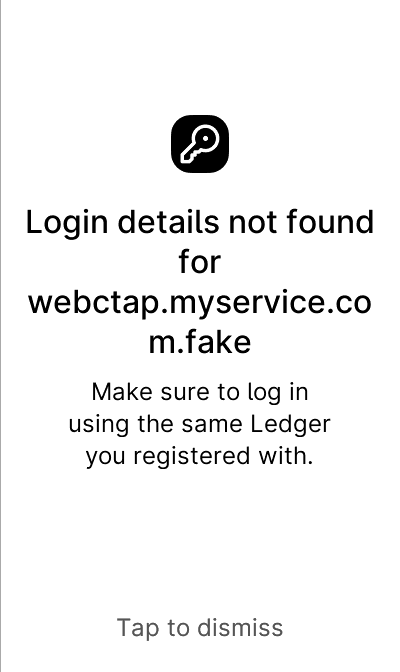 Login details not found
for
webctap.myservice.co
m.fake
Make sure to log in
using the same Ledger
you registered with.
Tap to dismiss